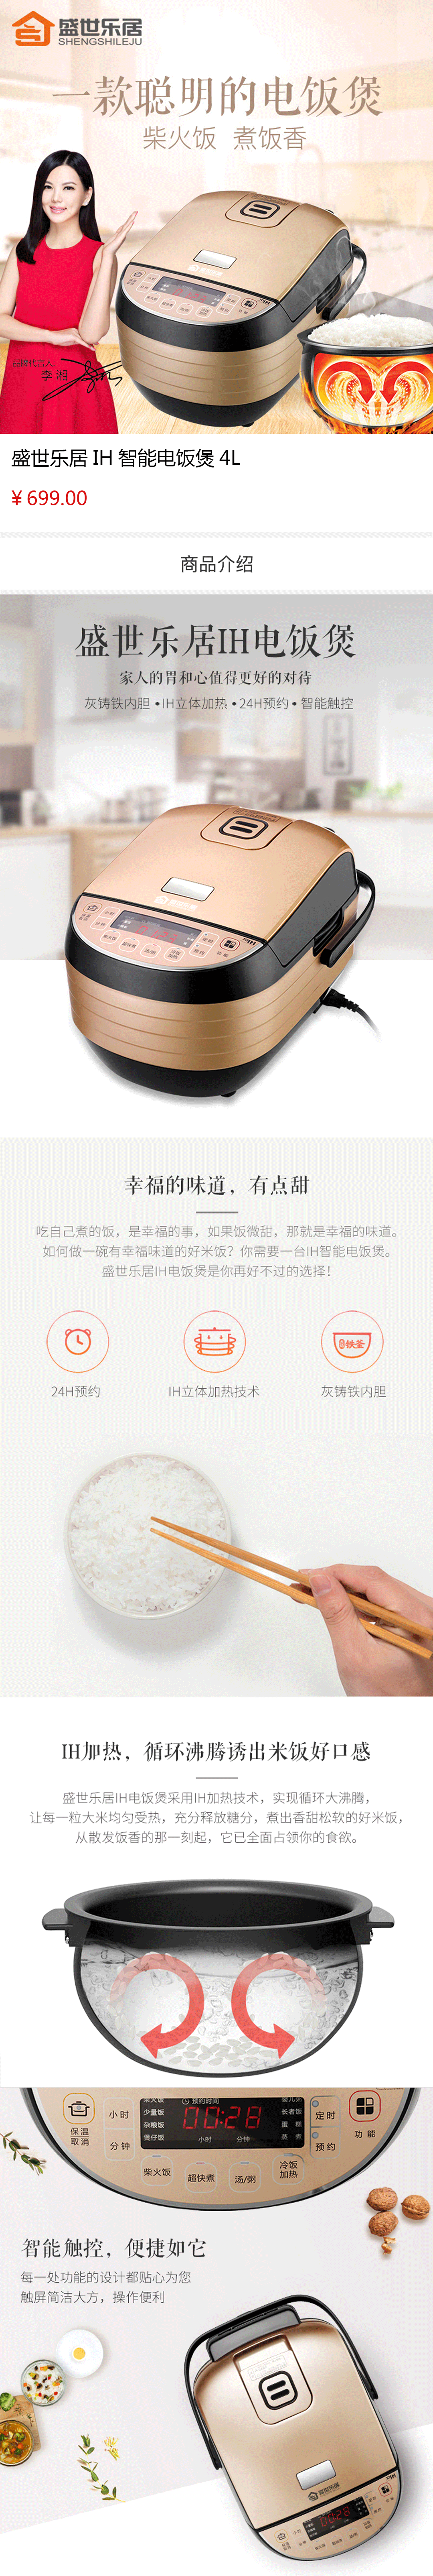 盛世乐居
SHENGSHILEJU
一款聪明的电饭煲
柴火饭 煮饭香
品牌代言人:
李湘
盛世乐居 IH 智能电饭煲 4L
¥ 699.00
商品介绍
盛世乐居IH电饭煲
家人的胃和心值得更好的对待
灰铸铁内胆 • IH立体加热 • 24H预约 • 智能触控
盛世乐居
幸福的味道，有点甜
吃自己煮的饭，是幸福的事，如果饭微甜，那就是幸福的味道。
如何做一碗有幸福味道的好米饭？你需要一台IH智能电饭煲。
盛世乐居IH电饭煲是你再好不过的选择！
24H预约 IH立体加热技术 灰铸铁内胆
IH加热，循环沸腾诱出米饭好口感
盛世乐居IH电饭煲采用IH加热技术，实现循环大沸腾，
让每一粒大米均匀受热，充分释放糖分，煮出香甜松软的好米饭，
从散发饭香的那一刻起，它已全面占领你的食欲。
预约时间
少量饭
杂粮饭
煲仔饭
00:28
小时 分钟
长者饭
蛋糕
蒸煮
保温
取消
小时
分钟
定时
预约
功能
柴火饭
超快煮
汤/粥
冷饭
加热
智能触控，便捷如它
每一处功能的设计都贴心为您
触屏简洁大方，操作便利
盛世乐居
00:28